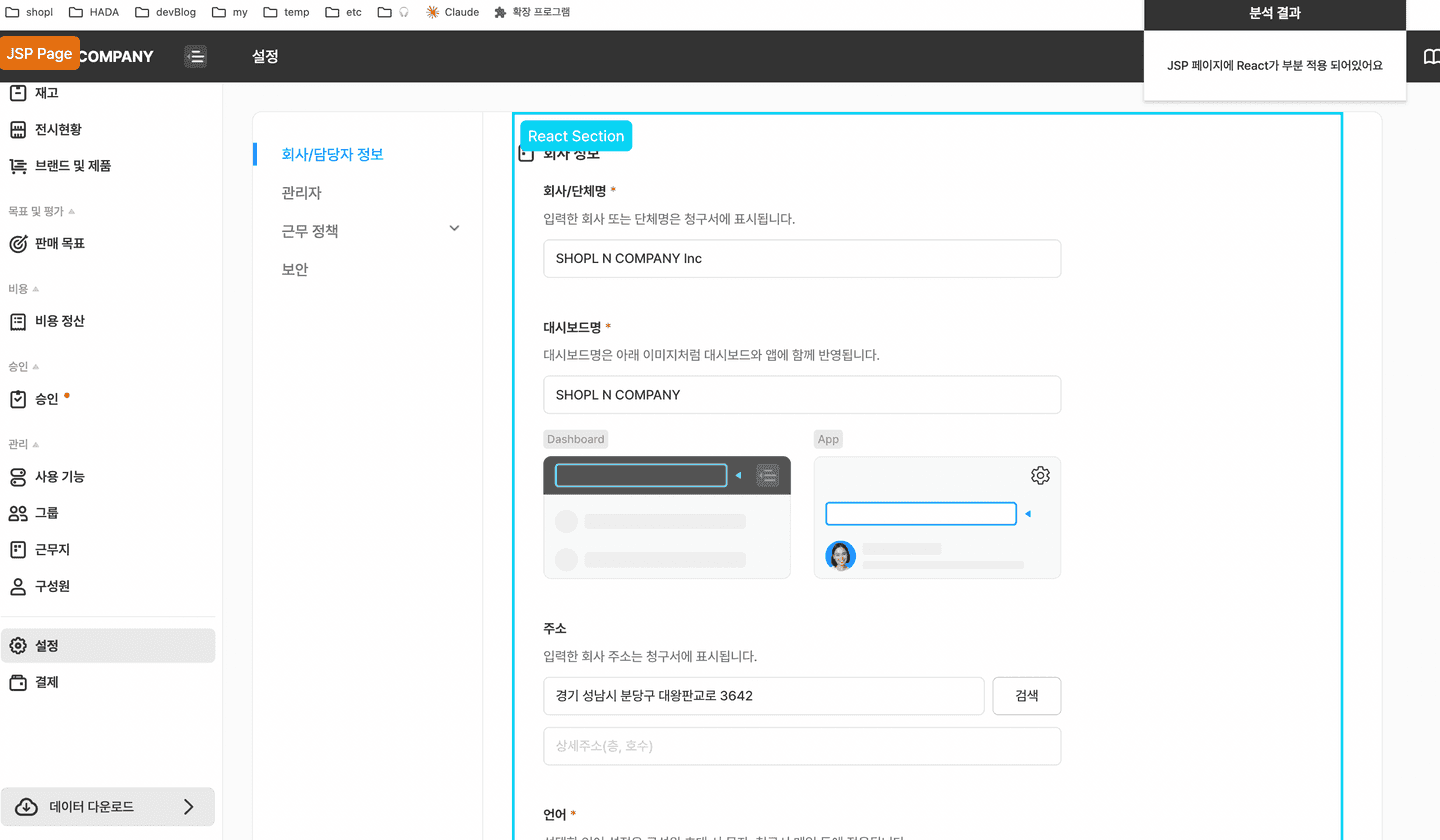 shopl
HADA
devBlog
my
temp
etc
Claude
확장 프로그램
분석 결과
JSP 페이지에 React가 부분 적용 되어있어요
JSP Page
COMPANY
설정
재고
전시현황
브랜드 및 제품
목표 및 평가
판매 목표
비용
비용 정산
승인
승인
관리
사용 기능
그룹
근무지
구성원
설정
결제
데이터 다운로드
회사/담당자 정보
관리자
근무 정책
보안
React Section
회사 정보
회사/단체명 *
입력한 회사 또는 단체명은 청구서에 표시됩니다.
SHOPL N COMPANY Inc
대시보드명 *
대시보드명은 아래 이미지처럼 대시보드와 앱에 함께 반영됩니다.
SHOPL N COMPANY
Dashboard
App
주소
입력한 회사 주소는 청구서에 표시됩니다.
경기 성남시 분당구 대왕판교로 3642
검색
상세주소(층, 호수)
언어 *